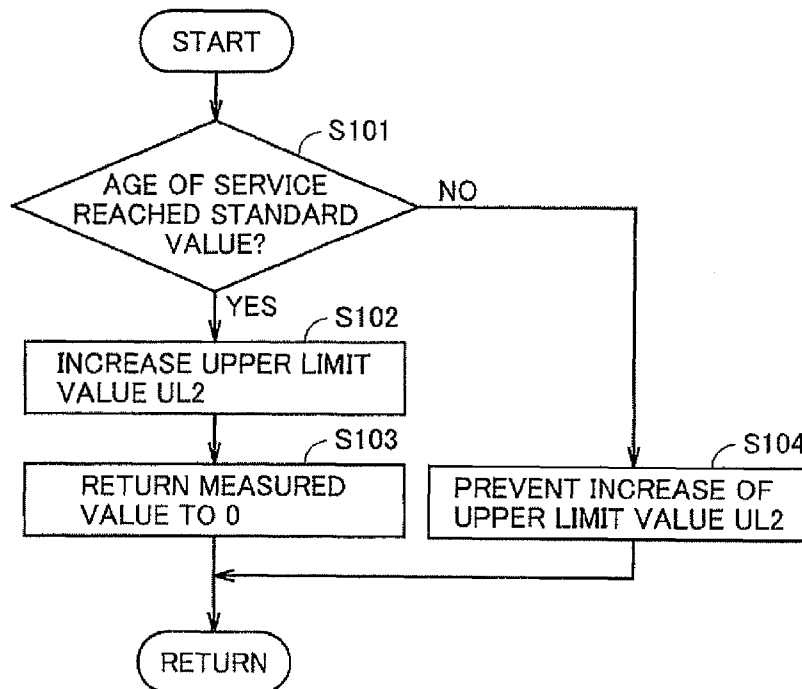 START
S101
AGE OF SERVICE
REACHED STANDARD
VALUE?
NO
YES
S102
INCREASE UPPER LIMIT
VALUE UL2
S103
RETURN MEASURED
VALUE TO 0
S104
PREVENT INCREASE OF
UPPER LIMIT VALUE UL2
RETURN